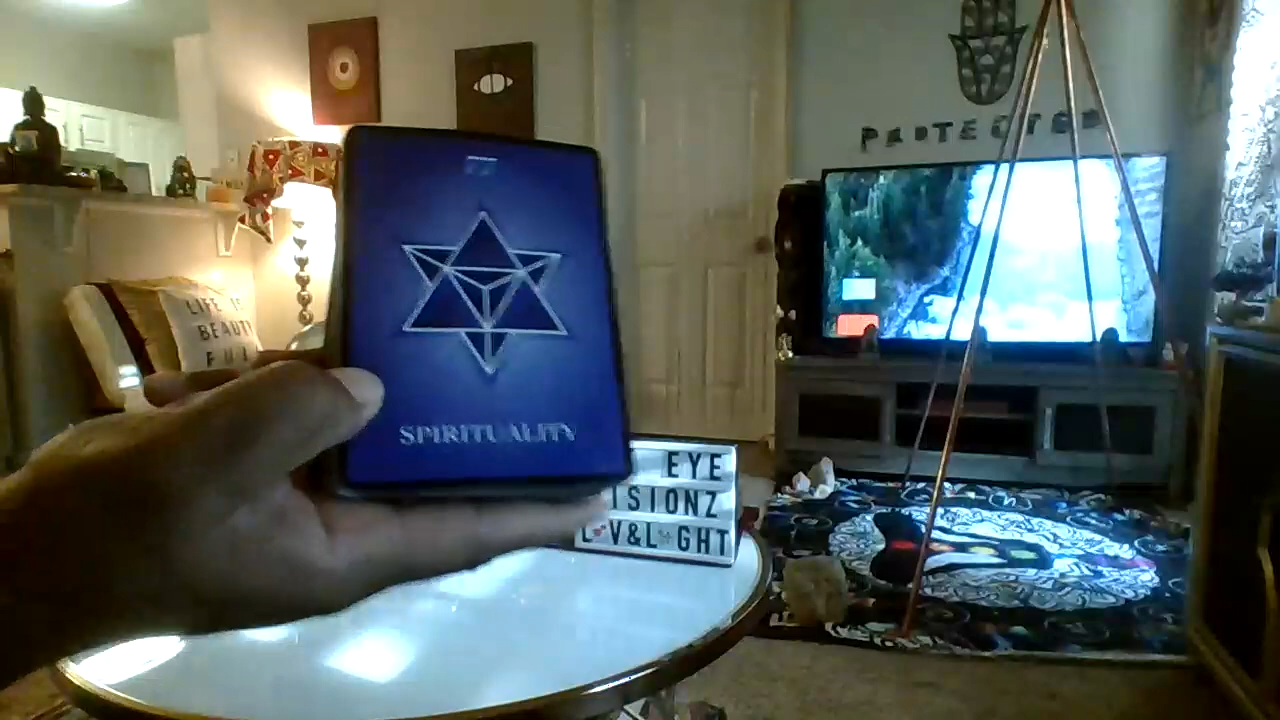 PROTECTED
LIFE IS
BEAUTI
FUL
SPIRITUALITY
EYE
ISIONZ
L V&L GHT